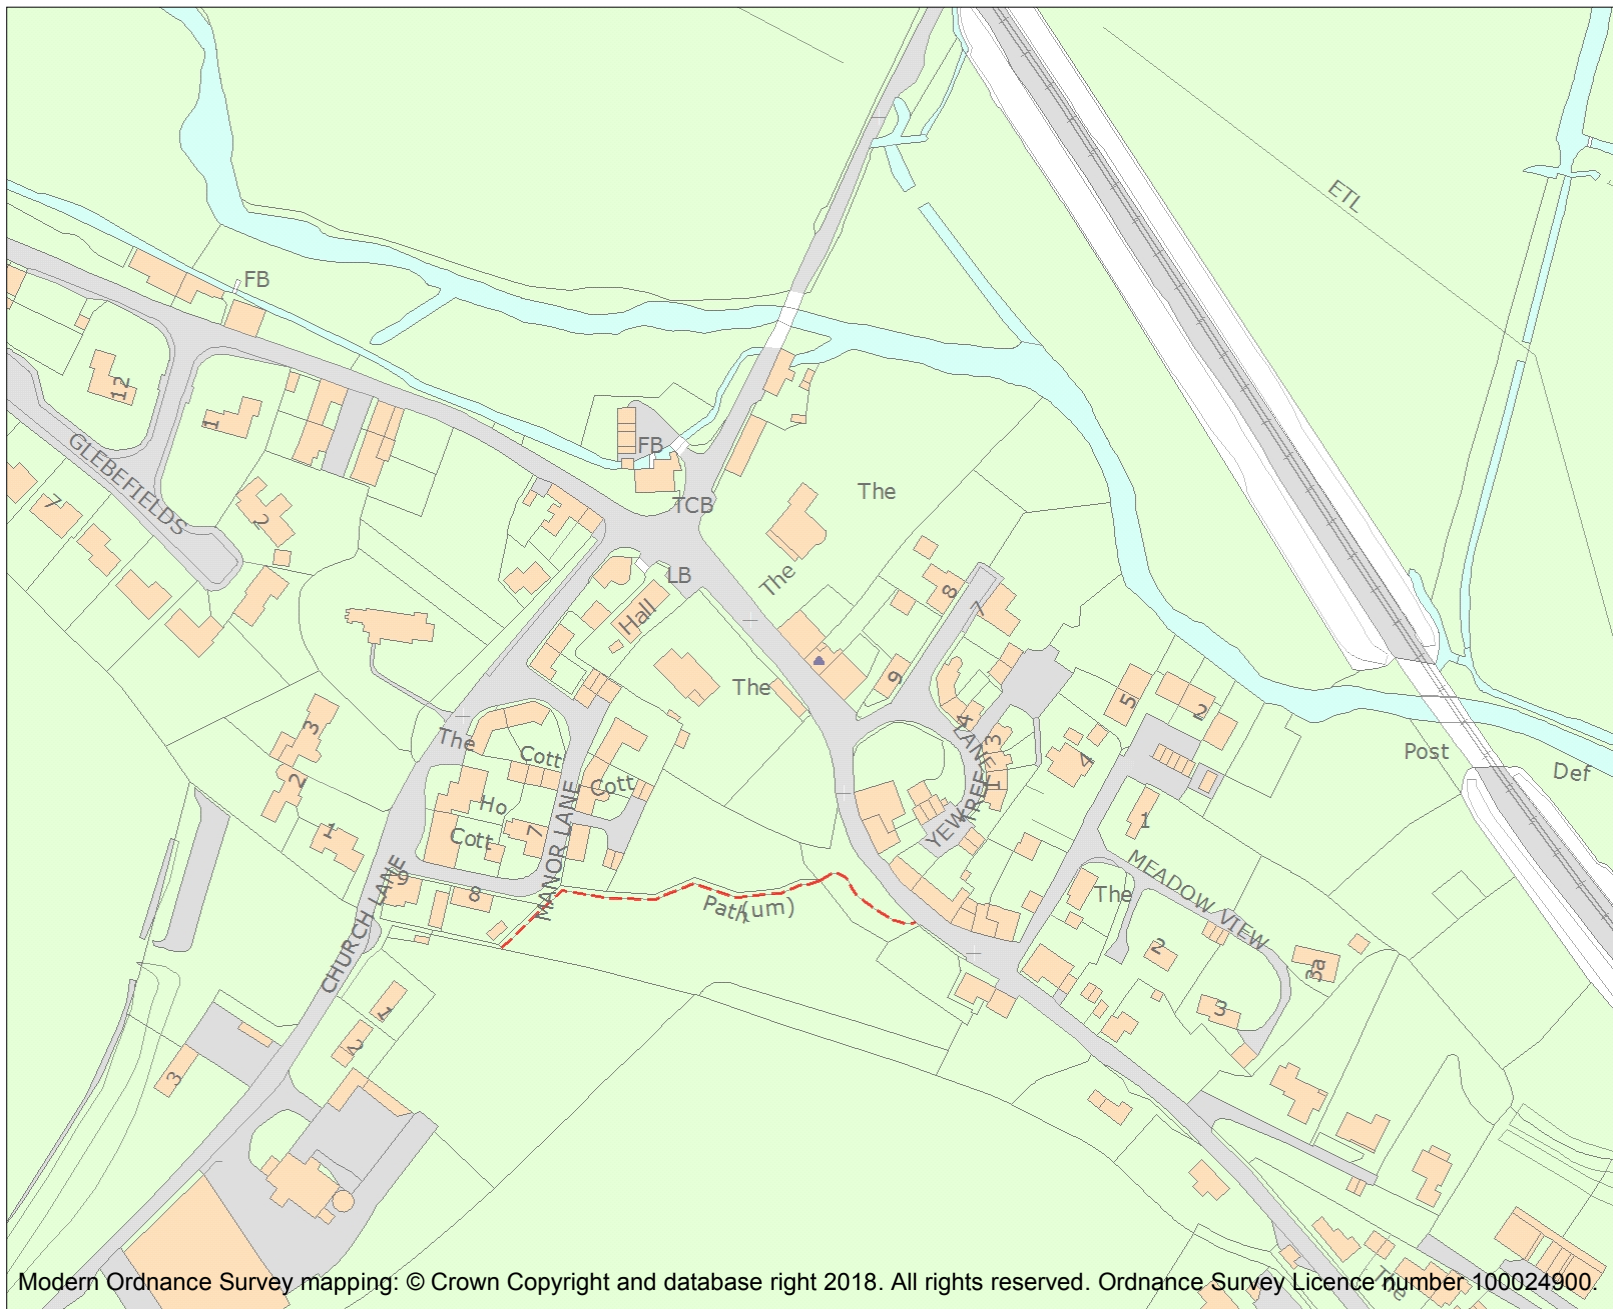 ETL
FB
12
1
GLEBEFIELDS
7
2
FB
TCB
The
LB
The
Hall
8
7
The
9
5
2
4
LANE
3
1
TREE
YEW
4
Post
Def
3
2
1
The
Cott
Cott
Ho
Cott
7
MANOR LANE
9
8
CHURCH LANE
Path
(um)
1
MEADOW VIEW
The
2
3a
3
1
2
3
The
Modern Ordnance Survey mapping: © Crown Copyright and database right 2018. All rights reserved. Ordnance Survey Licence number 100024900.